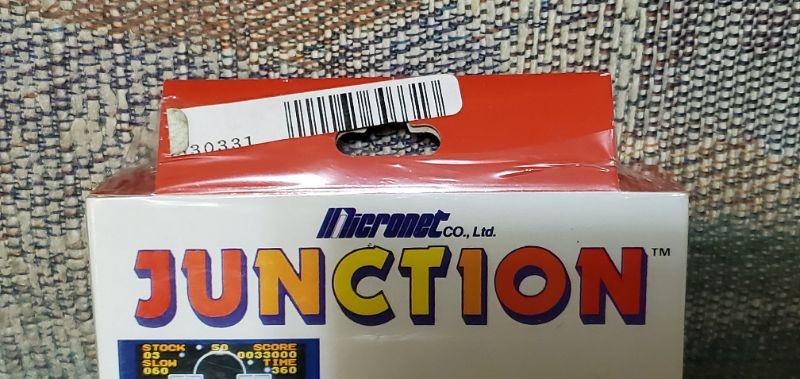 30331
Micronet CO., Ltd.
JUNCTION™
STOCK 50 SCORE
03 0033000
SLOW TIME
060 360